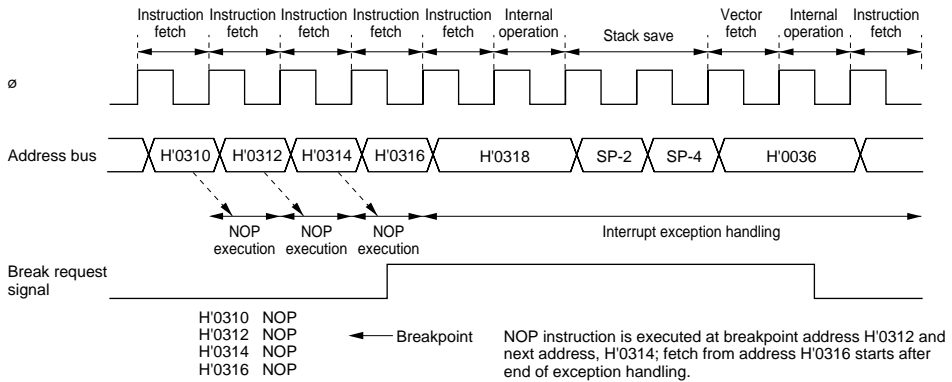 Instruction fetch Instruction fetch Instruction fetch Instruction fetch Instruction fetch Internal operation Stack save Vector fetch Internal operation Instruction fetch
ø
Address bus H'0310 H'0312 H'0314 H'0316 H'0318 SP-2 SP-4 H'0036
NOP execution NOP execution NOP execution Interrupt exception handling
Break request
signal
H'0310 NOP
H'0312 NOP
H'0314 NOP
H'0316 NOP
Breakpoint
NOP instruction is executed at breakpoint address H'0312 and
next address, H'0314; fetch from address H'0316 starts after
end of exception handling.